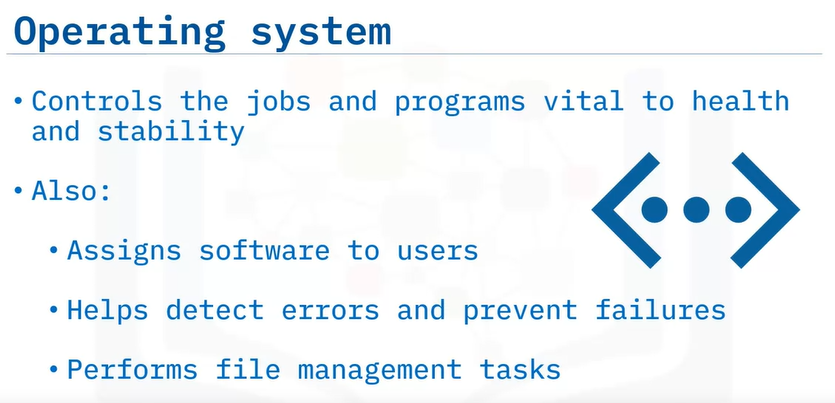 Operating system
• Controls the jobs and programs vital to health
and stability
• Also:
• Assigns software to users
• Helps detect errors and prevent failures
• Performs file management tasks